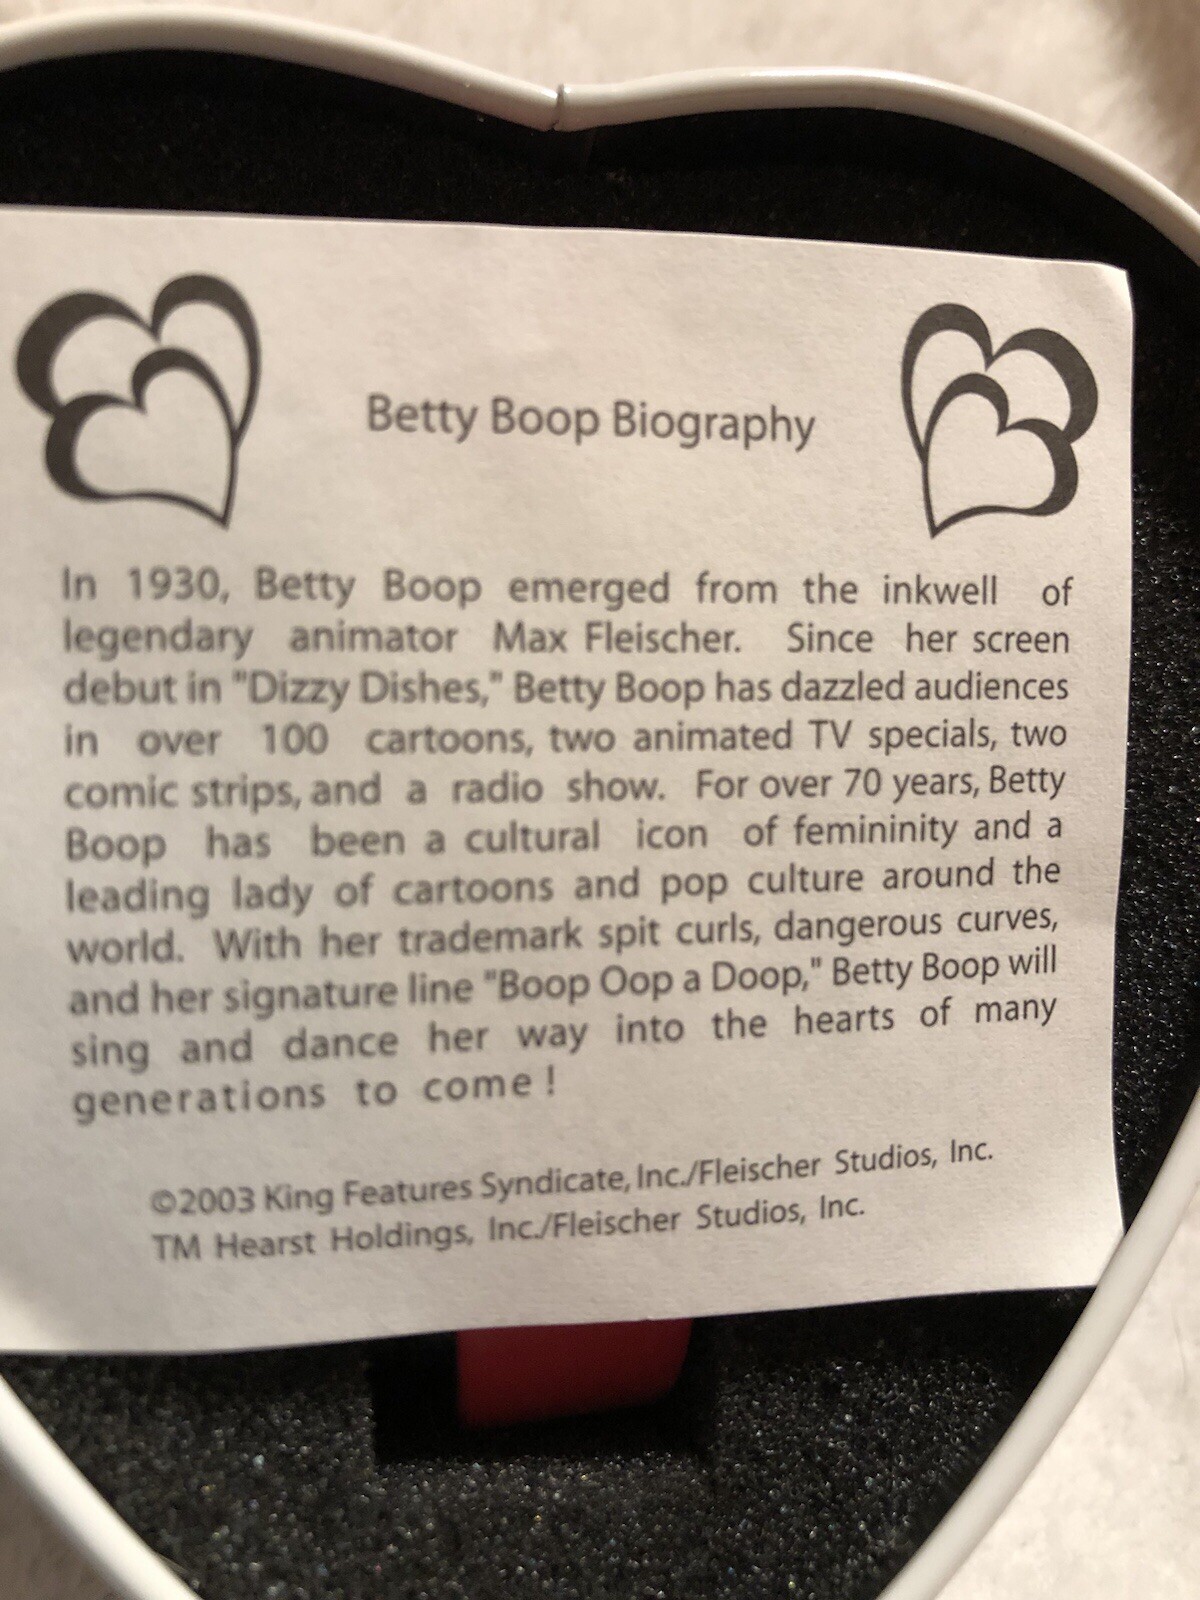 Betty Boop Biography
In 1930, Betty Boop emerged from the inkwell of
legendary animator Max Fleischer. Since her screen
debut in "Dizzy Dishes," Betty Boop has dazzled audiences
in over 100 cartoons, two animated TV specials, two
comic strips, and a radio show. For over 70 years, Betty
Boop has been a cultural icon of femininity and a
leading lady of cartoons and pop culture around the
world. With her trademark spit curls, dangerous curves,
and her signature line "Boop Oop a Doop," Betty Boop will
sing and dance her way into the hearts of many
generations to come !
©2003 King Features Syndicate, Inc./Fleischer Studios, Inc.
TM Hearst Holdings, Inc./Fleischer Studios, Inc.